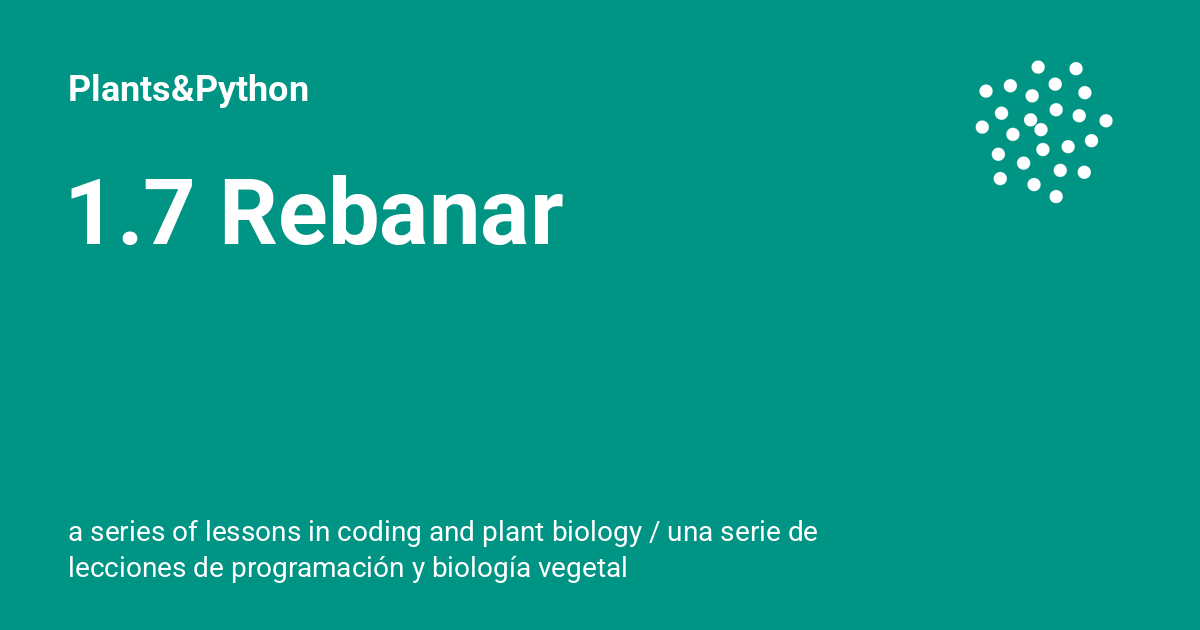 Plants&Python
1.7 Rebanar
a series of lessons in coding and plant biology / una serie de
lecciones de programación y biología vegetal